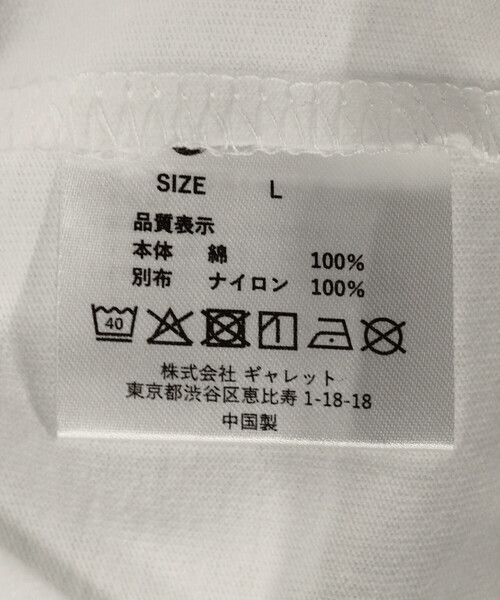 SIZE L
品質表示
本体 綿 100%
別布 ナイロン 100%
40
株式会社 ギャレット
東京都渋谷区恵比寿 1-18-18
中国製